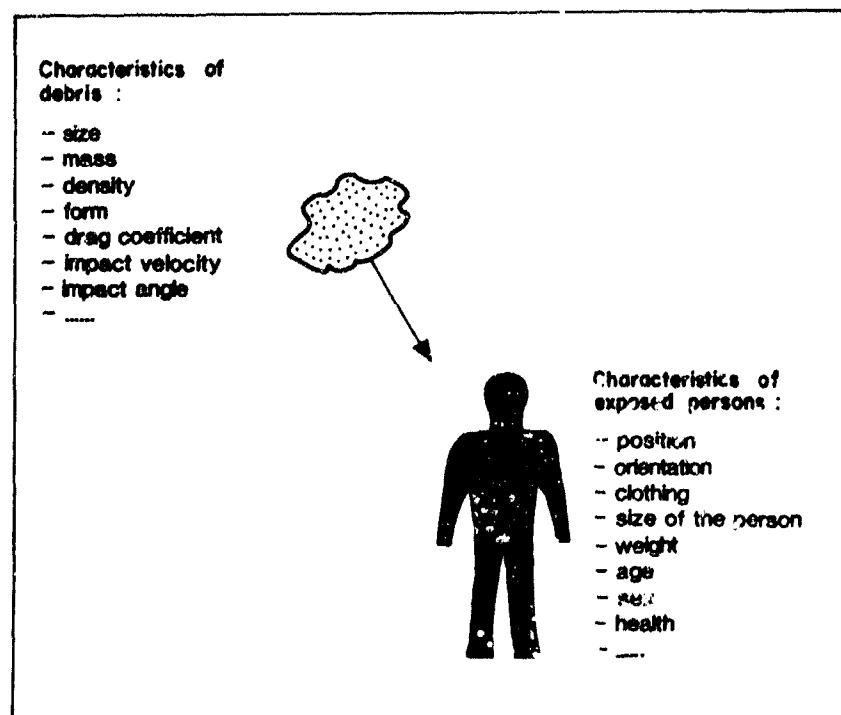 Characteristics of
debris :
- size
- mass
- density
- form
- drag coefficient
- impact velocity
- impact angle
- ......
Characteristics of
exposed persons :
- position
- orientation
- clothing
- size of the person
- weight
- age
- sex
- health
- .....